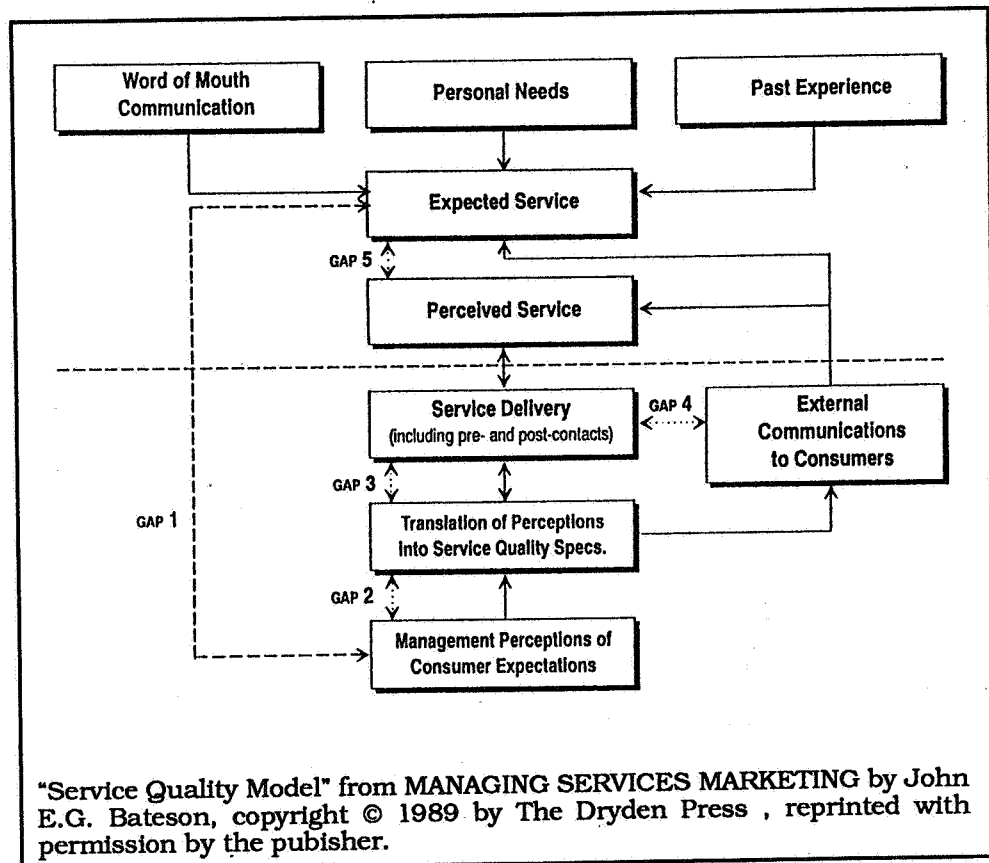 Word of Mouth
Communication
Personal Needs
Past Experience
Expected Service
GAP 5
Perceived Service
Service Delivery
(including pre- and post-contacts)
GAP 4
External
Communications
to Consumers
GAP 3
GAP 1
Translation of Perceptions
Into Service Quality Specs.
GAP 2
Management Perceptions of
Consumer Expectations
"Service Quality Model" from MANAGING SERVICES MARKETING by John
E.G. Bateson, copyright © 1989 by The Dryden Press , reprinted with
permission by the pubisher.